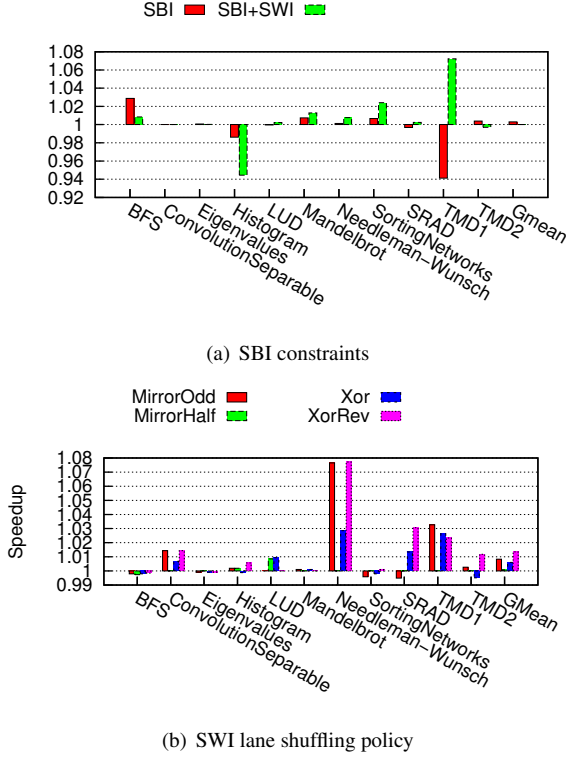 SBI SBI+SWI
1.08
1.06
1.04
1.02
1
0.98
0.96
0.94
0.92
BFS
ConvolutionSeparable
Eigenvalues
Histogram
LUD
Mandelbrot
Needleman-Wunsch
SortingNetworks
SRAD
TMD1
TMD2
Gmean
(a) SBI constraints
MirrorOdd Xor
MirrorHalf XorRev
Speedup
1.08
1.07
1.06
1.05
1.04
1.03
1.02
1.01
1
0.99
BFS
ConvolutionSeparable
Eigenvalues
Histogram
LUD
Mandelbrot
Needleman-Wunsch
SortingNetworks
SRAD
TMD1
TMD2
GMean
(b) SWI lane shuffling policy